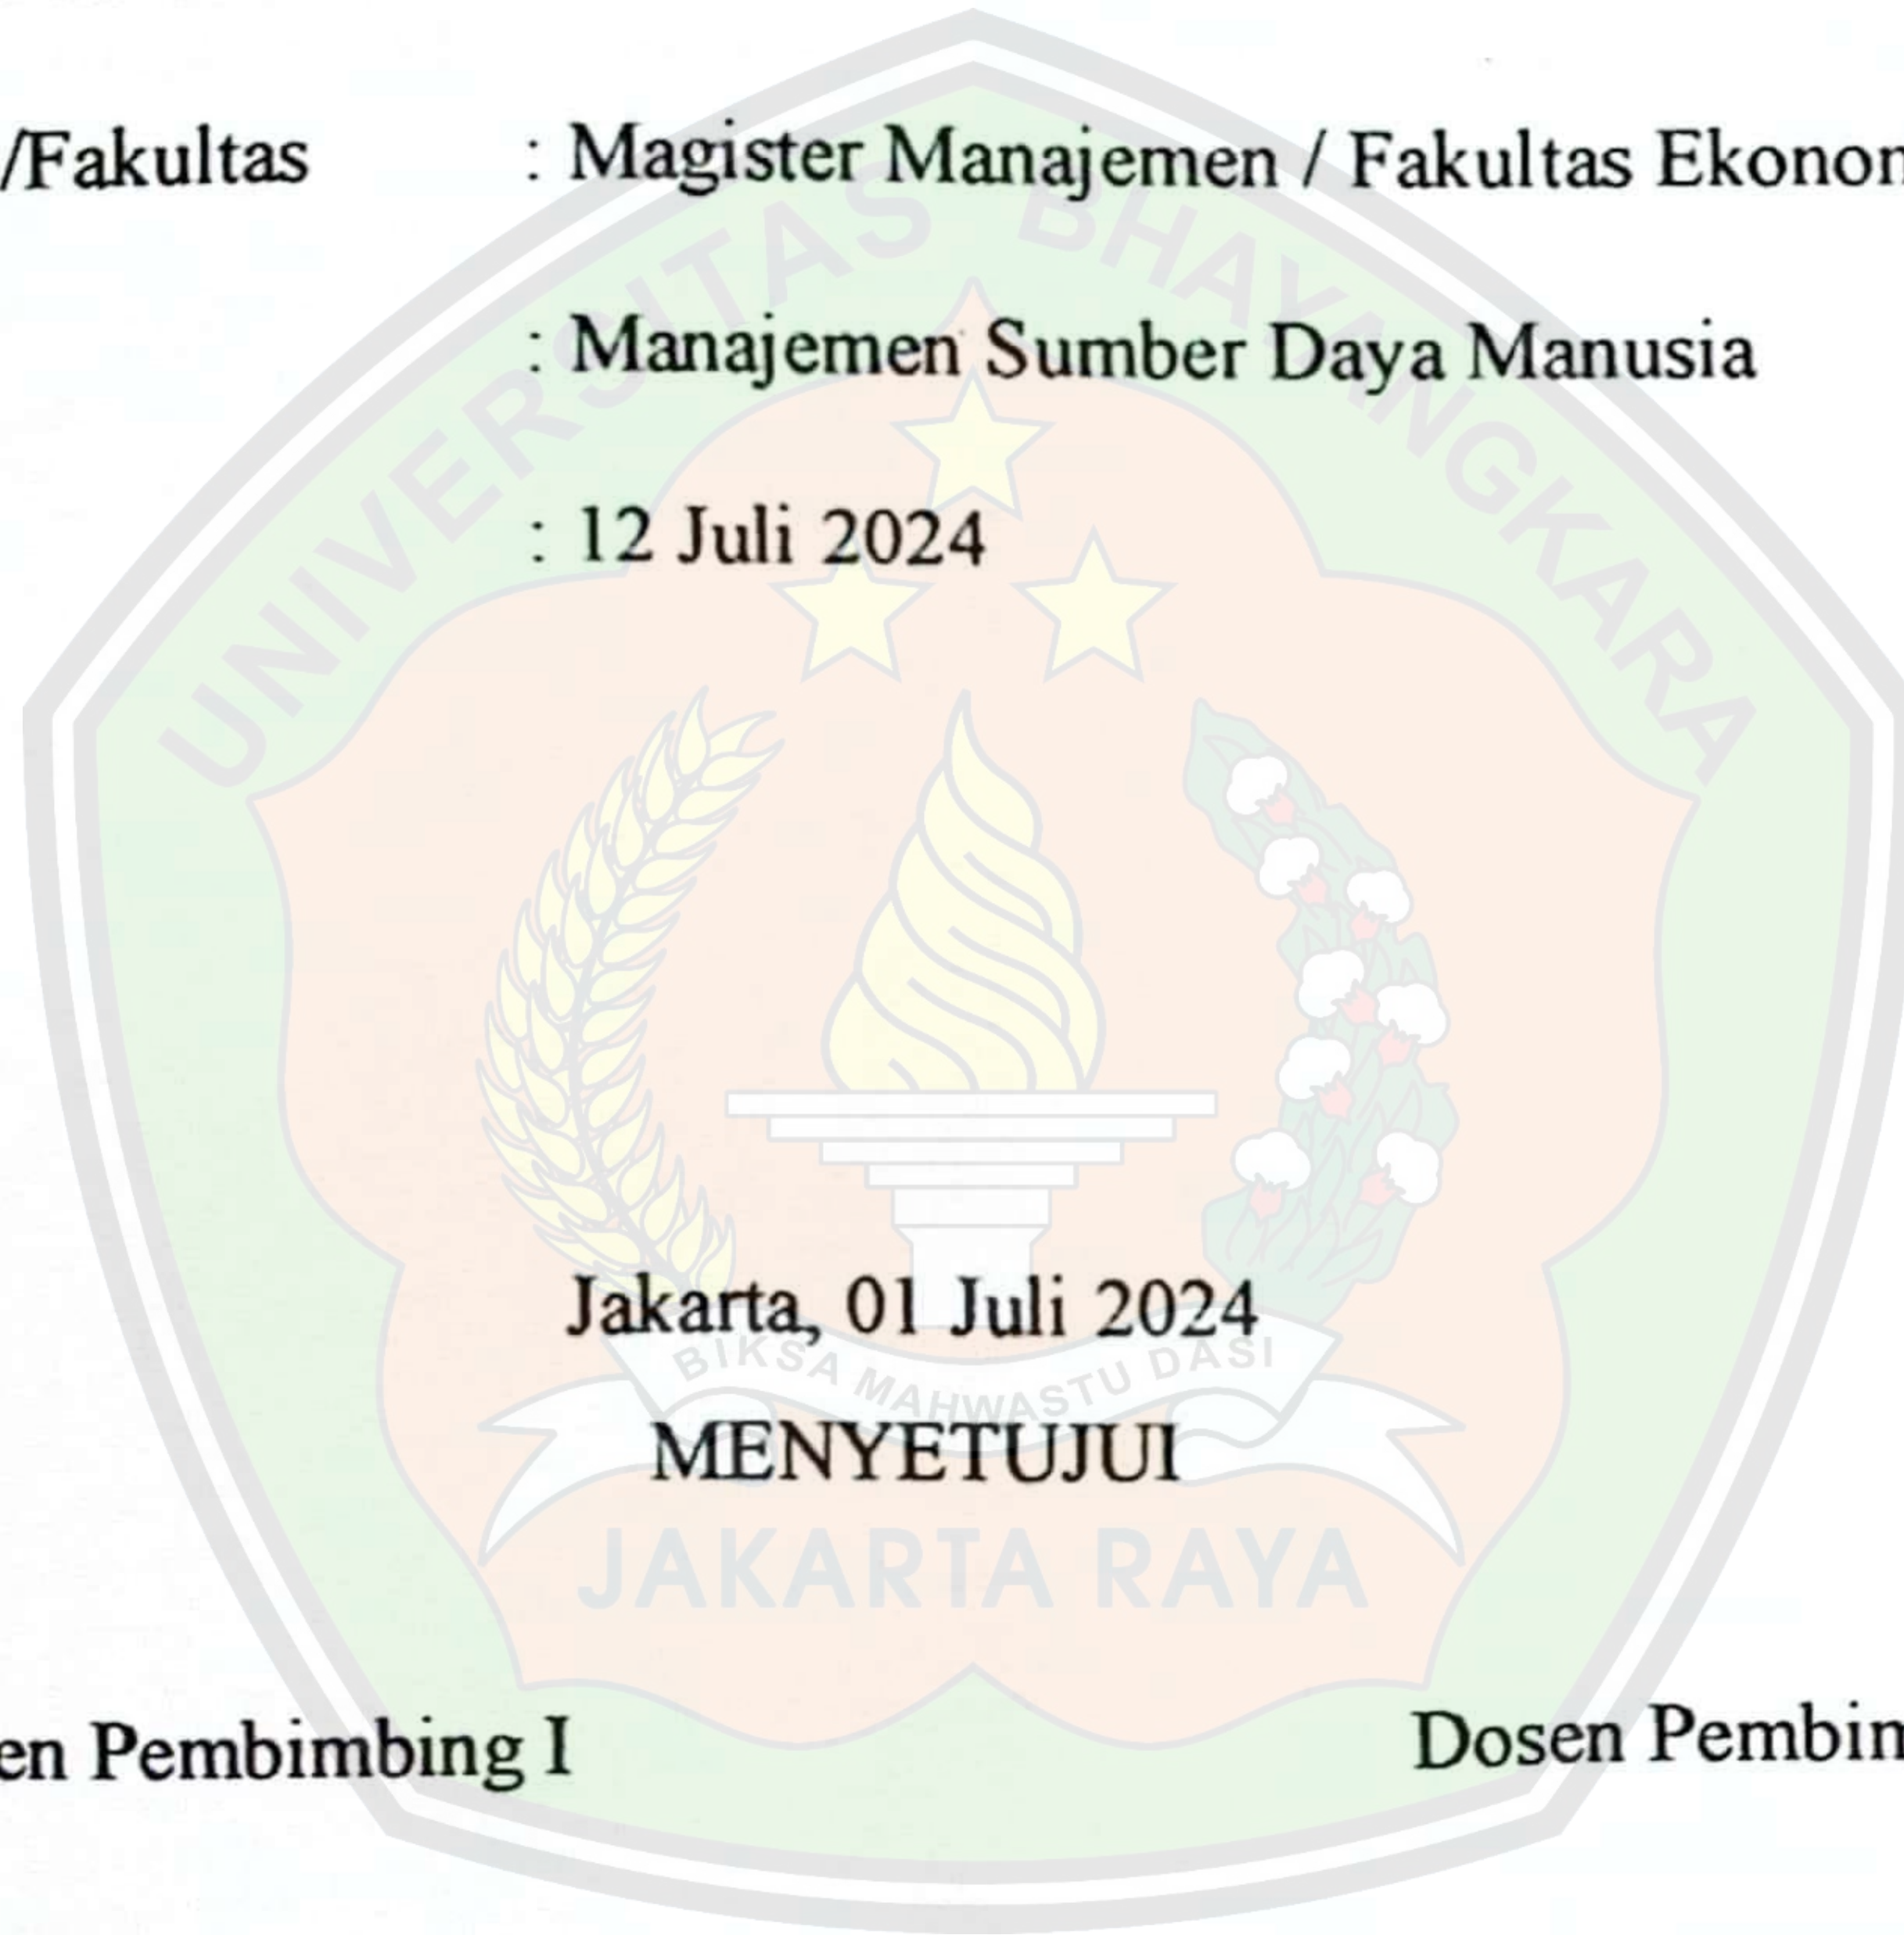 /Fakultas : Magister Manajemen / Fakultas Ekonom
UNIVERSITAS BHAYANGKARA
: Manajemen Sumber Daya Manusia
: 12 Juli 2024
Jakarta, 01 Juli 2024
BIKSA MAHWASTU DASI
MENYETUJUI
JAKARTA RAYA
en Pembimbing I Dosen Pembim